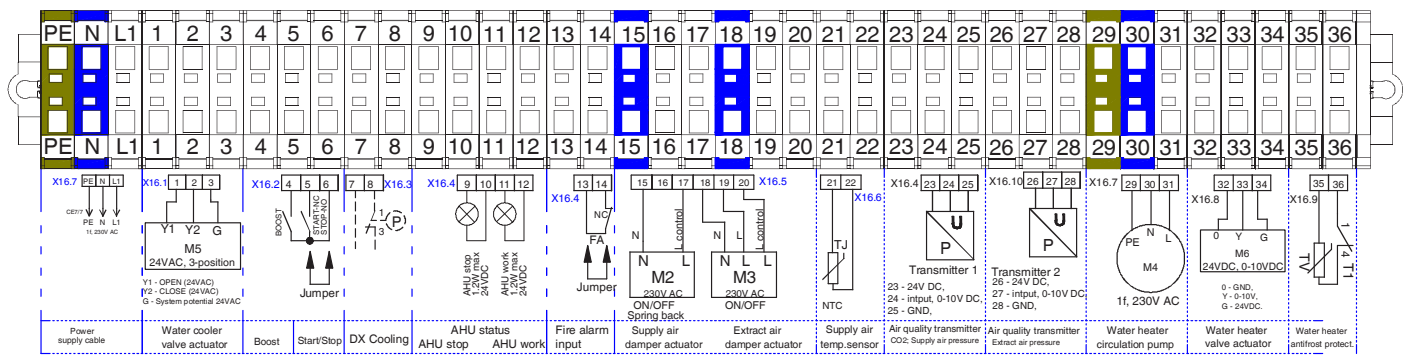 PE N L1 1 2 3 4 5 6 7 8 9 10 11 12 13 14 15 16 17 18 19 20 21 22 23 24 25 26 27 28 29 30 31 32 33 34 35 36
PE N L1 1 2 3 4 5 6 7 8 9 10 11 12 13 14 15 16 17 18 19 20 21 22 23 24 25 26 27 28 29 30 31 32 33 34 35 36
X16.7 PE N L1
CE7/7
PE N L1
1f, 230V AC
Power
supply cable
X16.1 1 2 3
Y1 Y2 G
M5
24VAC, 3-position
Y1 - OPEN (24VAC)
Y2 - CLOSE (24VAC)
G - System potential 24VAC
Water cooler
valve actuator
X16.2 4 5 6
BOOST
START-NC
STOP-NO
Jumper
Boost
Start/Stop
7 8 X16.3
1
3
P
DX Cooling
X16.4 9 10 11 12
AHU stop
1.2W max
24VDC
AHU work
1.2W max
24VDC
AHU status
AHU stop AHU work
13 14
X16.4
NC
FA
Jumper
Fire alarm
input
15 16 17 18 19 20 X16.5
N L control N L L control
N L
M2
230V AC
ON/OFF
Spring back
N L L
M3
230V AC
ON/OFF
Supply air
damper actuator
Extract air
damper actuator
21 22
X16.6
TJ
NTC
Supply air
temp.sensor
X16.4 23 24 25
U
P
Transmitter 1
23 - 24V DC,
24 - intput, 0-10V DC,
25 - GND,
Air quality transmitter
CO2; Supply air pressure
X16.10 26 27 28
U
P
Transmitter 2
26 - 24V DC,
27 - intput, 0-10V DC,
28 - GND,
Air quality transmitter
Extract air pressure
X16.7
29 30 31
PE N L
M4
1f, 230V AC
Water heater
circulation pump
32 33 34
X16.8
0 Y G
M6
24VDC, 0-10VDC
0 - GND,
Y - 0-10V,
G - 24VDC.
Water heater
valve actuator
35 36
X16.9
TV
1
4
T1
Water heater
antifrost protect.